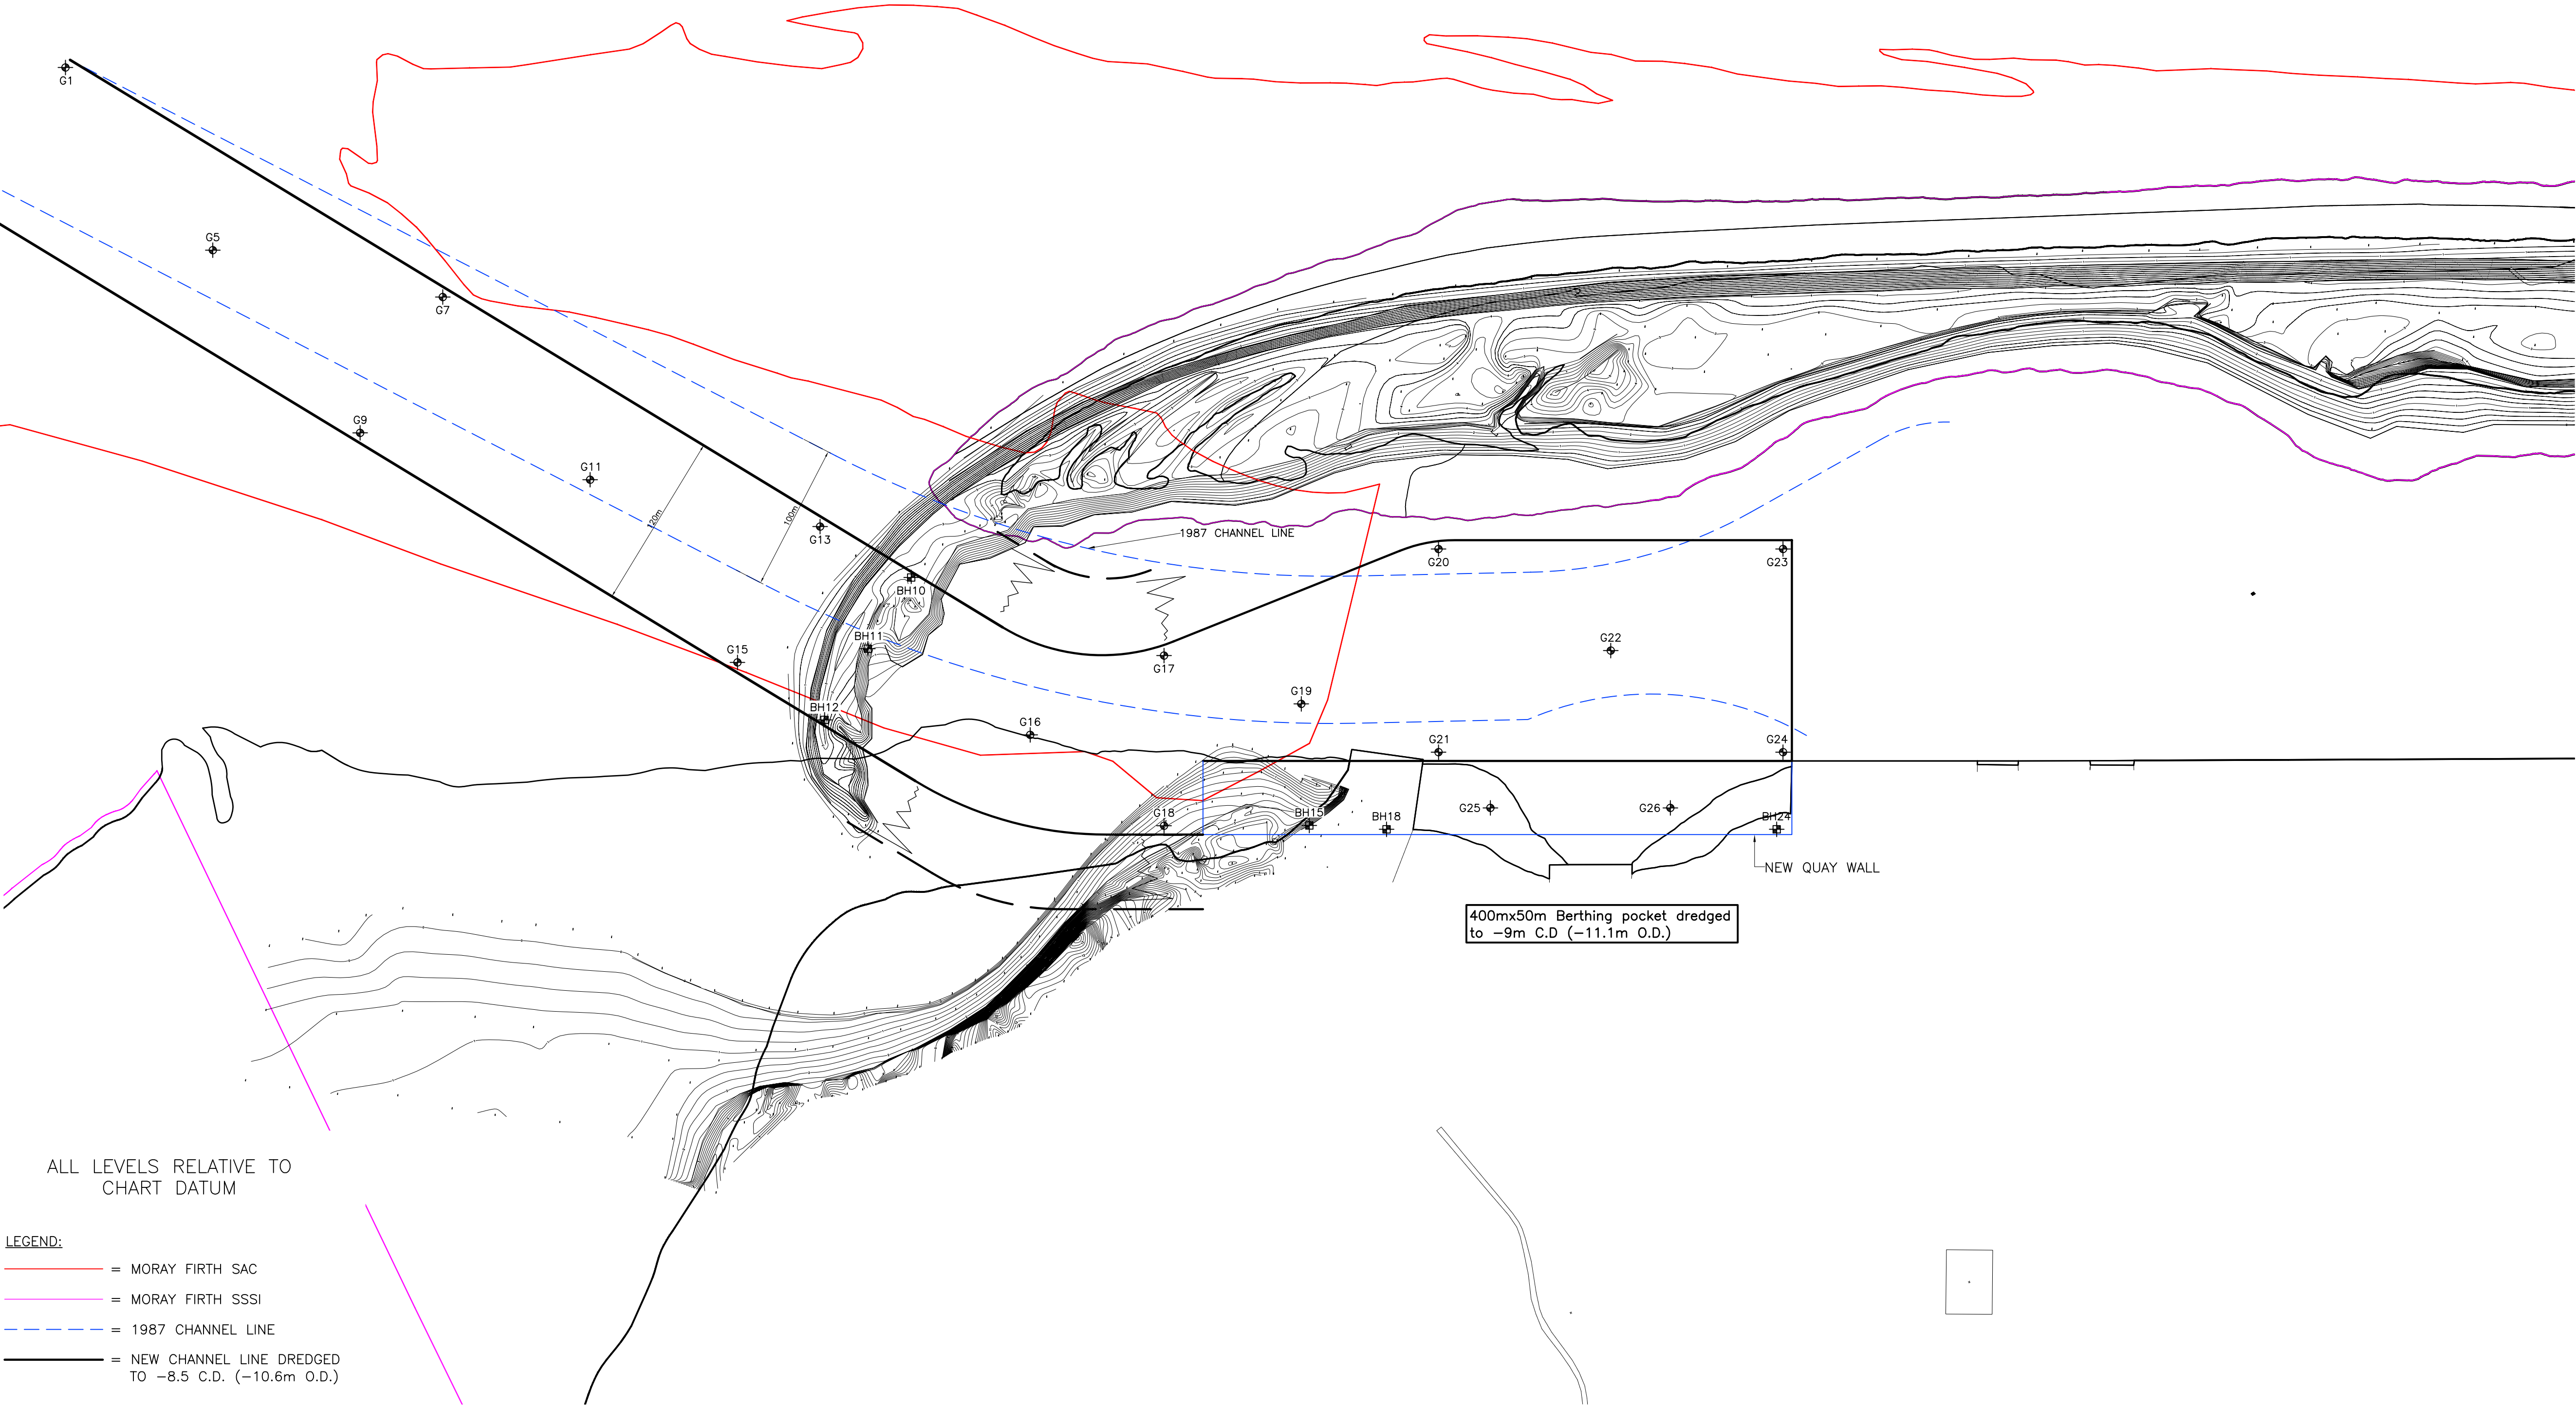 G1
G5
G7
G9
G11
120m
100m
G13
1987 CHANNEL LINE
G20
G23
BH10
BH11
G15
G17
G22
BH12
G19
G16
G21
G24
G18
BH15
BH18
G25
G26
BH24
NEW QUAY WALL
400mx50m Berthing pocket dredged
to -9m C.D (-11.1m O.D.)
ALL LEVELS RELATIVE TO
CHART DATUM
LEGEND:
= MORAY FIRTH SAC
= MORAY FIRTH SSSI
= 1987 CHANNEL LINE
= NEW CHANNEL LINE DREDGED
TO -8.5 C.D. (-10.6m O.D.)